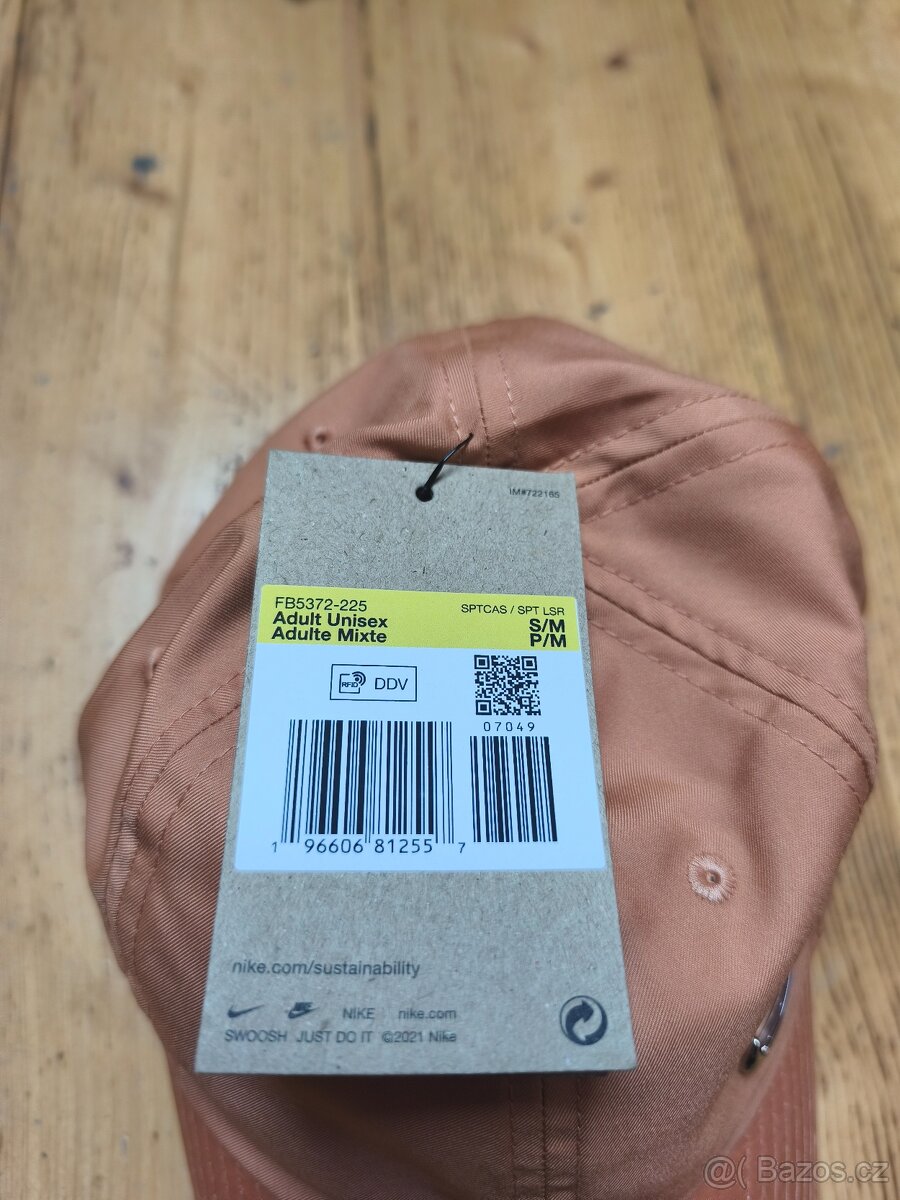 IM#722165
FB5372-225
SPTCAS / SPT LSR
Adult Unisex
S/M
Adulte Mixte
P/M
RFID DDV
07049
1 96606 81255 7
nike.com/sustainability
NIKE nike.com
SWOOSH JUST DO IT ©2021 Nike
@( Bazos.cz